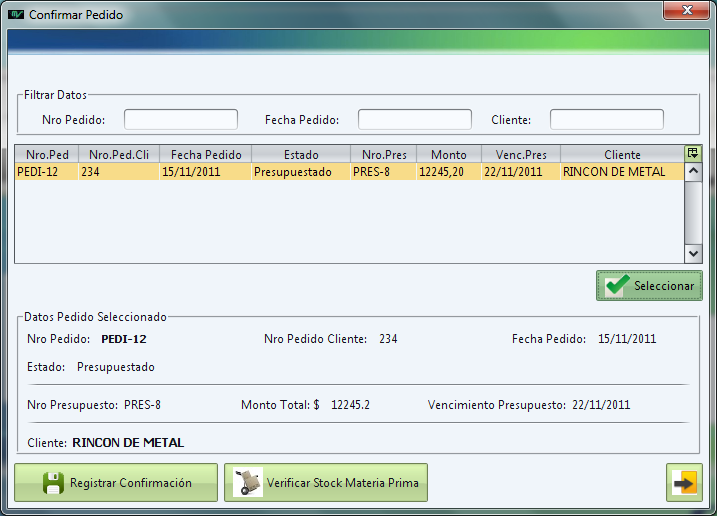 Confirmar Pedido
Filtrar Datos
Nro Pedido: Fecha Pedido: Cliente:
Nro.Ped Nro.Ped.Cli Fecha Pedido Estado Nro.Pres Monto Venc.Pres Cliente
PEDI-12 234 15/11/2011 Presupuestado PRES-8 12245,20 22/11/2011 RINCON DE METAL
Seleccionar
Datos Pedido Seleccionado
Nro Pedido: PEDI-12 Nro Pedido Cliente: 234 Fecha Pedido: 15/11/2011
Estado: Presupuestado
Nro Presupuesto: PRES-8 Monto Total: $ 12245.2 Vencimiento Presupuesto: 22/11/2011
Cliente: RINCON DE METAL
Registrar Confirmación Verificar Stock Materia Prima